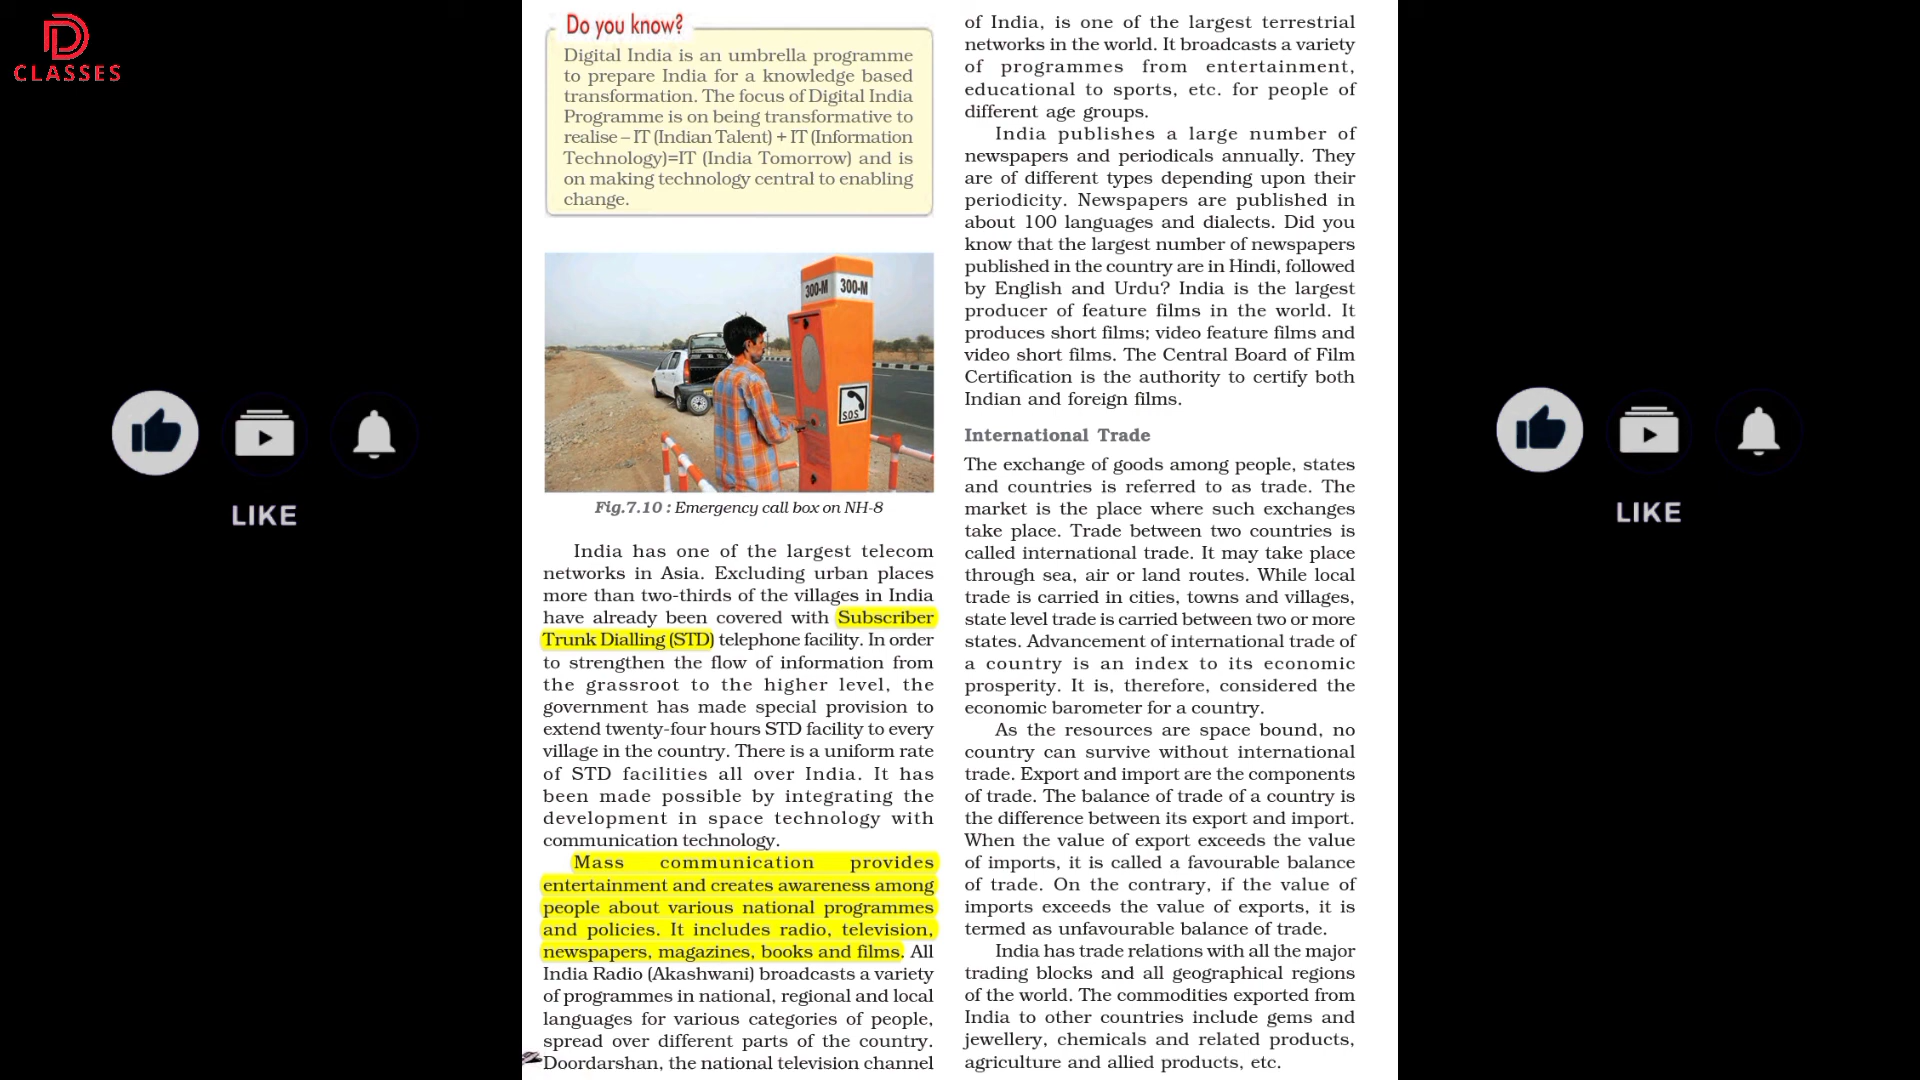 D
CLASSES
LIKE
Do you know?
Digital India is an umbrella programme
to prepare India for a knowledge based
transformation. The focus of Digital India
Programme is on being transformative to
realise – IT (Indian Talent) + IT (Information
Technology)=IT (India Tomorrow) and is
on making technology central to enabling
change.
300-M 300-M
S.O.S
Fig.7.10 : Emergency call box on NH-8
India has one of the largest telecom
networks in Asia. Excluding urban places
more than two-thirds of the villages in India
have already been covered with Subscriber
Trunk Dialling (STD) telephone facility. In order
to strengthen the flow of information from
the grassroot to the higher level, the
government has made special provision to
extend twenty-four hours STD facility to every
village in the country. There is a uniform rate
of STD facilities all over India. It has
been made possible by integrating the
development in space technology with
communication technology.
Mass communication provides
entertainment and creates awareness among
people about various national programmes
and policies. It includes radio, television,
newspapers, magazines, books and films. All
India Radio (Akashwani) broadcasts a variety
of programmes in national, regional and local
languages for various categories of people,
spread over different parts of the country.
Doordarshan, the national television channel
of India, is one of the largest terrestrial
networks in the world. It broadcasts a variety
of programmes from entertainment,
educational to sports, etc. for people of
different age groups.
India publishes a large number of
newspapers and periodicals annually. They
are of different types depending upon their
periodicity. Newspapers are published in
about 100 languages and dialects. Did you
know that the largest number of newspapers
published in the country are in Hindi, followed
by English and Urdu? India is the largest
producer of feature films in the world. It
produces short films; video feature films and
video short films. The Central Board of Film
Certification is the authority to certify both
Indian and foreign films.
International Trade
The exchange of goods among people, states
and countries is referred to as trade. The
market is the place where such exchanges
take place. Trade between two countries is
called international trade. It may take place
through sea, air or land routes. While local
trade is carried in cities, towns and villages,
state level trade is carried between two or more
states. Advancement of international trade of
a country is an index to its economic
prosperity. It is, therefore, considered the
economic barometer for a country.
As the resources are space bound, no
country can survive without international
trade. Export and import are the components
of trade. The balance of trade of a country is
the difference between its export and import.
When the value of export exceeds the value
of imports, it is called a favourable balance
of trade. On the contrary, if the value of
imports exceeds the value of exports, it is
termed as unfavourable balance of trade.
India has trade relations with all the major
trading blocks and all geographical regions
of the world. The commodities exported from
India to other countries include gems and
jewellery, chemicals and related products,
agriculture and allied products, etc.
LIKE